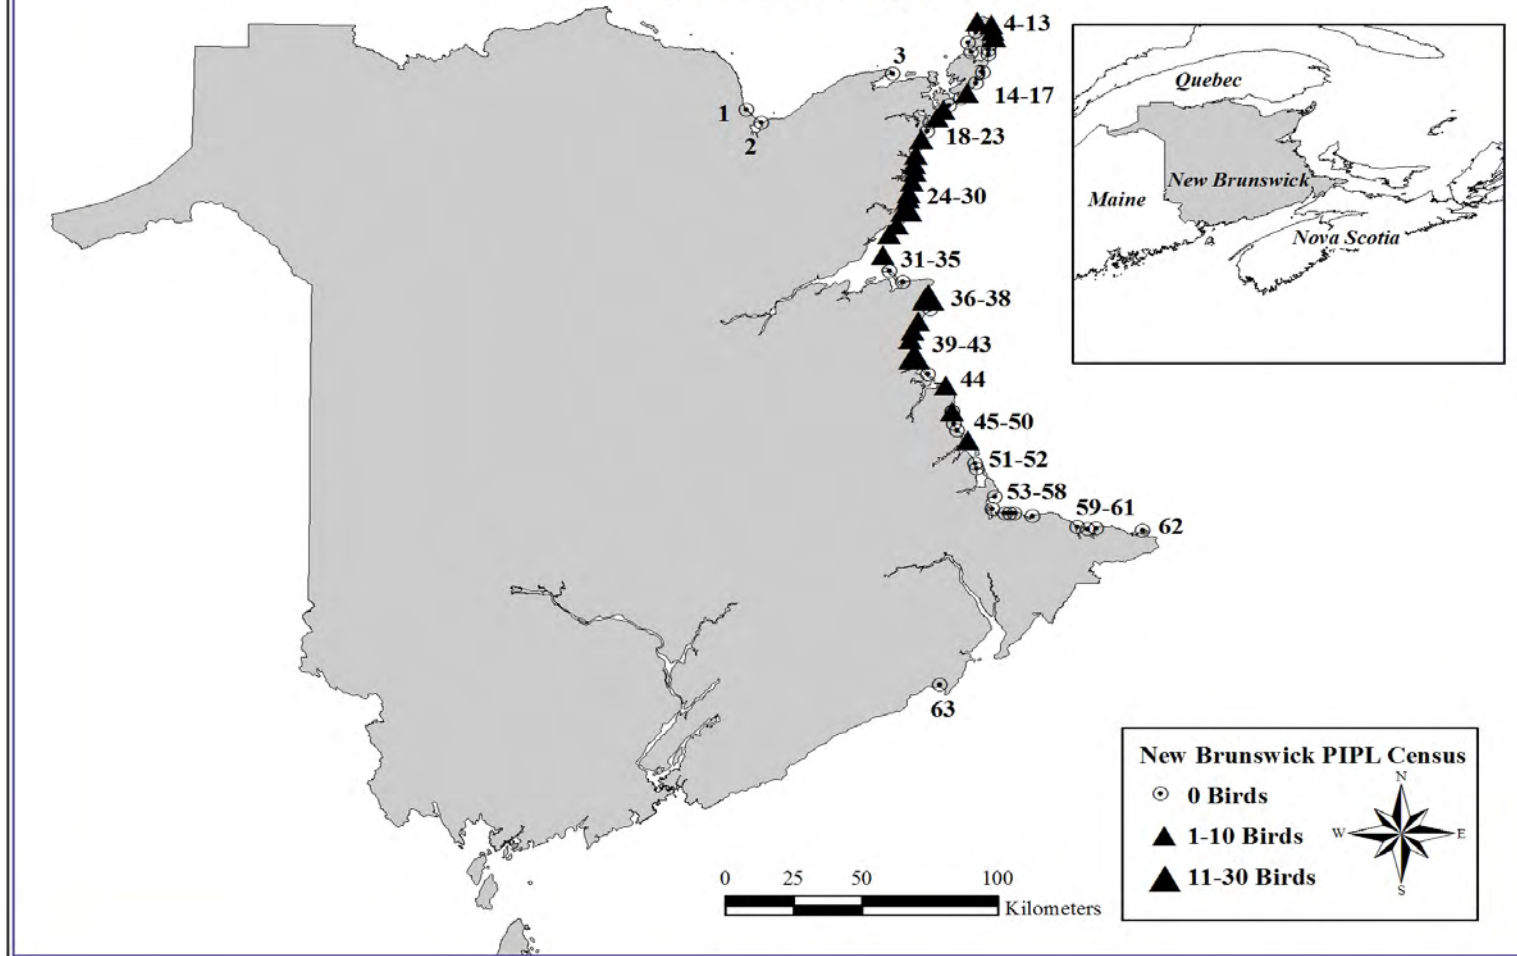 4-13
3
14-17
1
2
18-23
24-30
31-35
36-38
39-43
44
45-50
51-52
53-58
59-61
62
63
Quebec
New Brunswick
Maine
Nova Scotia
New Brunswick PIPL Census
0 Birds
1-10 Birds
11-30 Birds
N
W
E
S
0 25 50 100
Kilometers